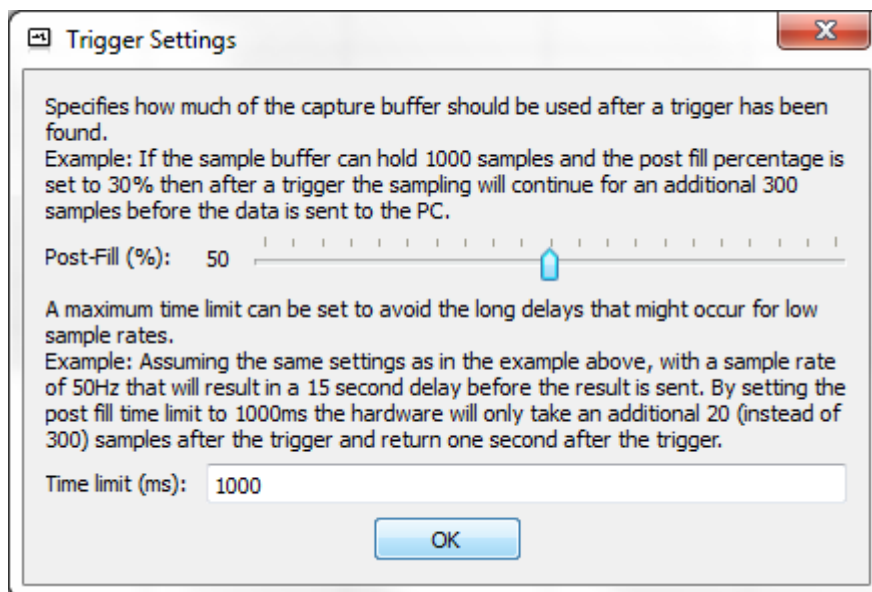 Trigger Settings
Specifies how much of the capture buffer should be used after a trigger has been
found.
Example: If the sample buffer can hold 1000 samples and the post fill percentage is
set to 30% then after a trigger the sampling will continue for an additional 300
samples before the data is sent to the PC.
Post-Fill (%): 50
A maximum time limit can be set to avoid the long delays that might occur for low
sample rates.
Example: Assuming the same settings as in the example above, with a sample rate
of 50Hz that will result in a 15 second delay before the result is sent. By setting the
post fill time limit to 1000ms the hardware will only take an additional 20 (instead of
300) samples after the trigger and return one second after the trigger.
Time limit (ms): 1000
OK